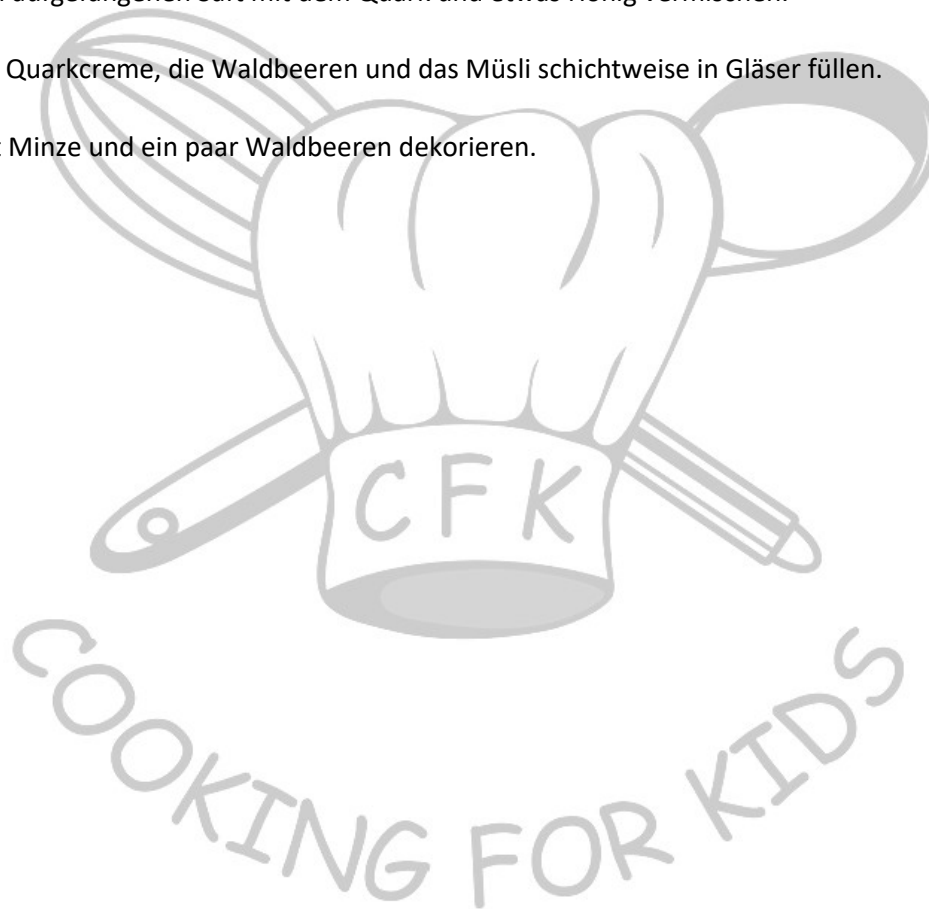 aufgefangenen Saft mit dem Quark und etwas Honig vermischen.
Quarkcreme, die Waldbeeren und das Müsli schichtweise in Gläser füllen.
Minze und ein paar Waldbeeren dekorieren.
CFK
COOKING FOR KIDS